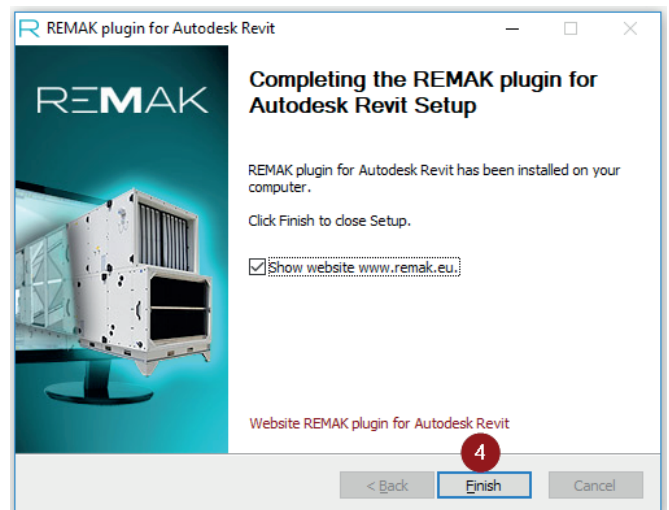 REMAK plugin for Autodesk Revit
REMAK
Completing the REMAK plugin for
Autodesk Revit Setup
REMAK plugin for Autodesk Revit has been installed on your
computer.
Click Finish to close Setup.
Show website www.remak.eu.
Website REMAK plugin for Autodesk Revit
4
< Back Finish Cancel